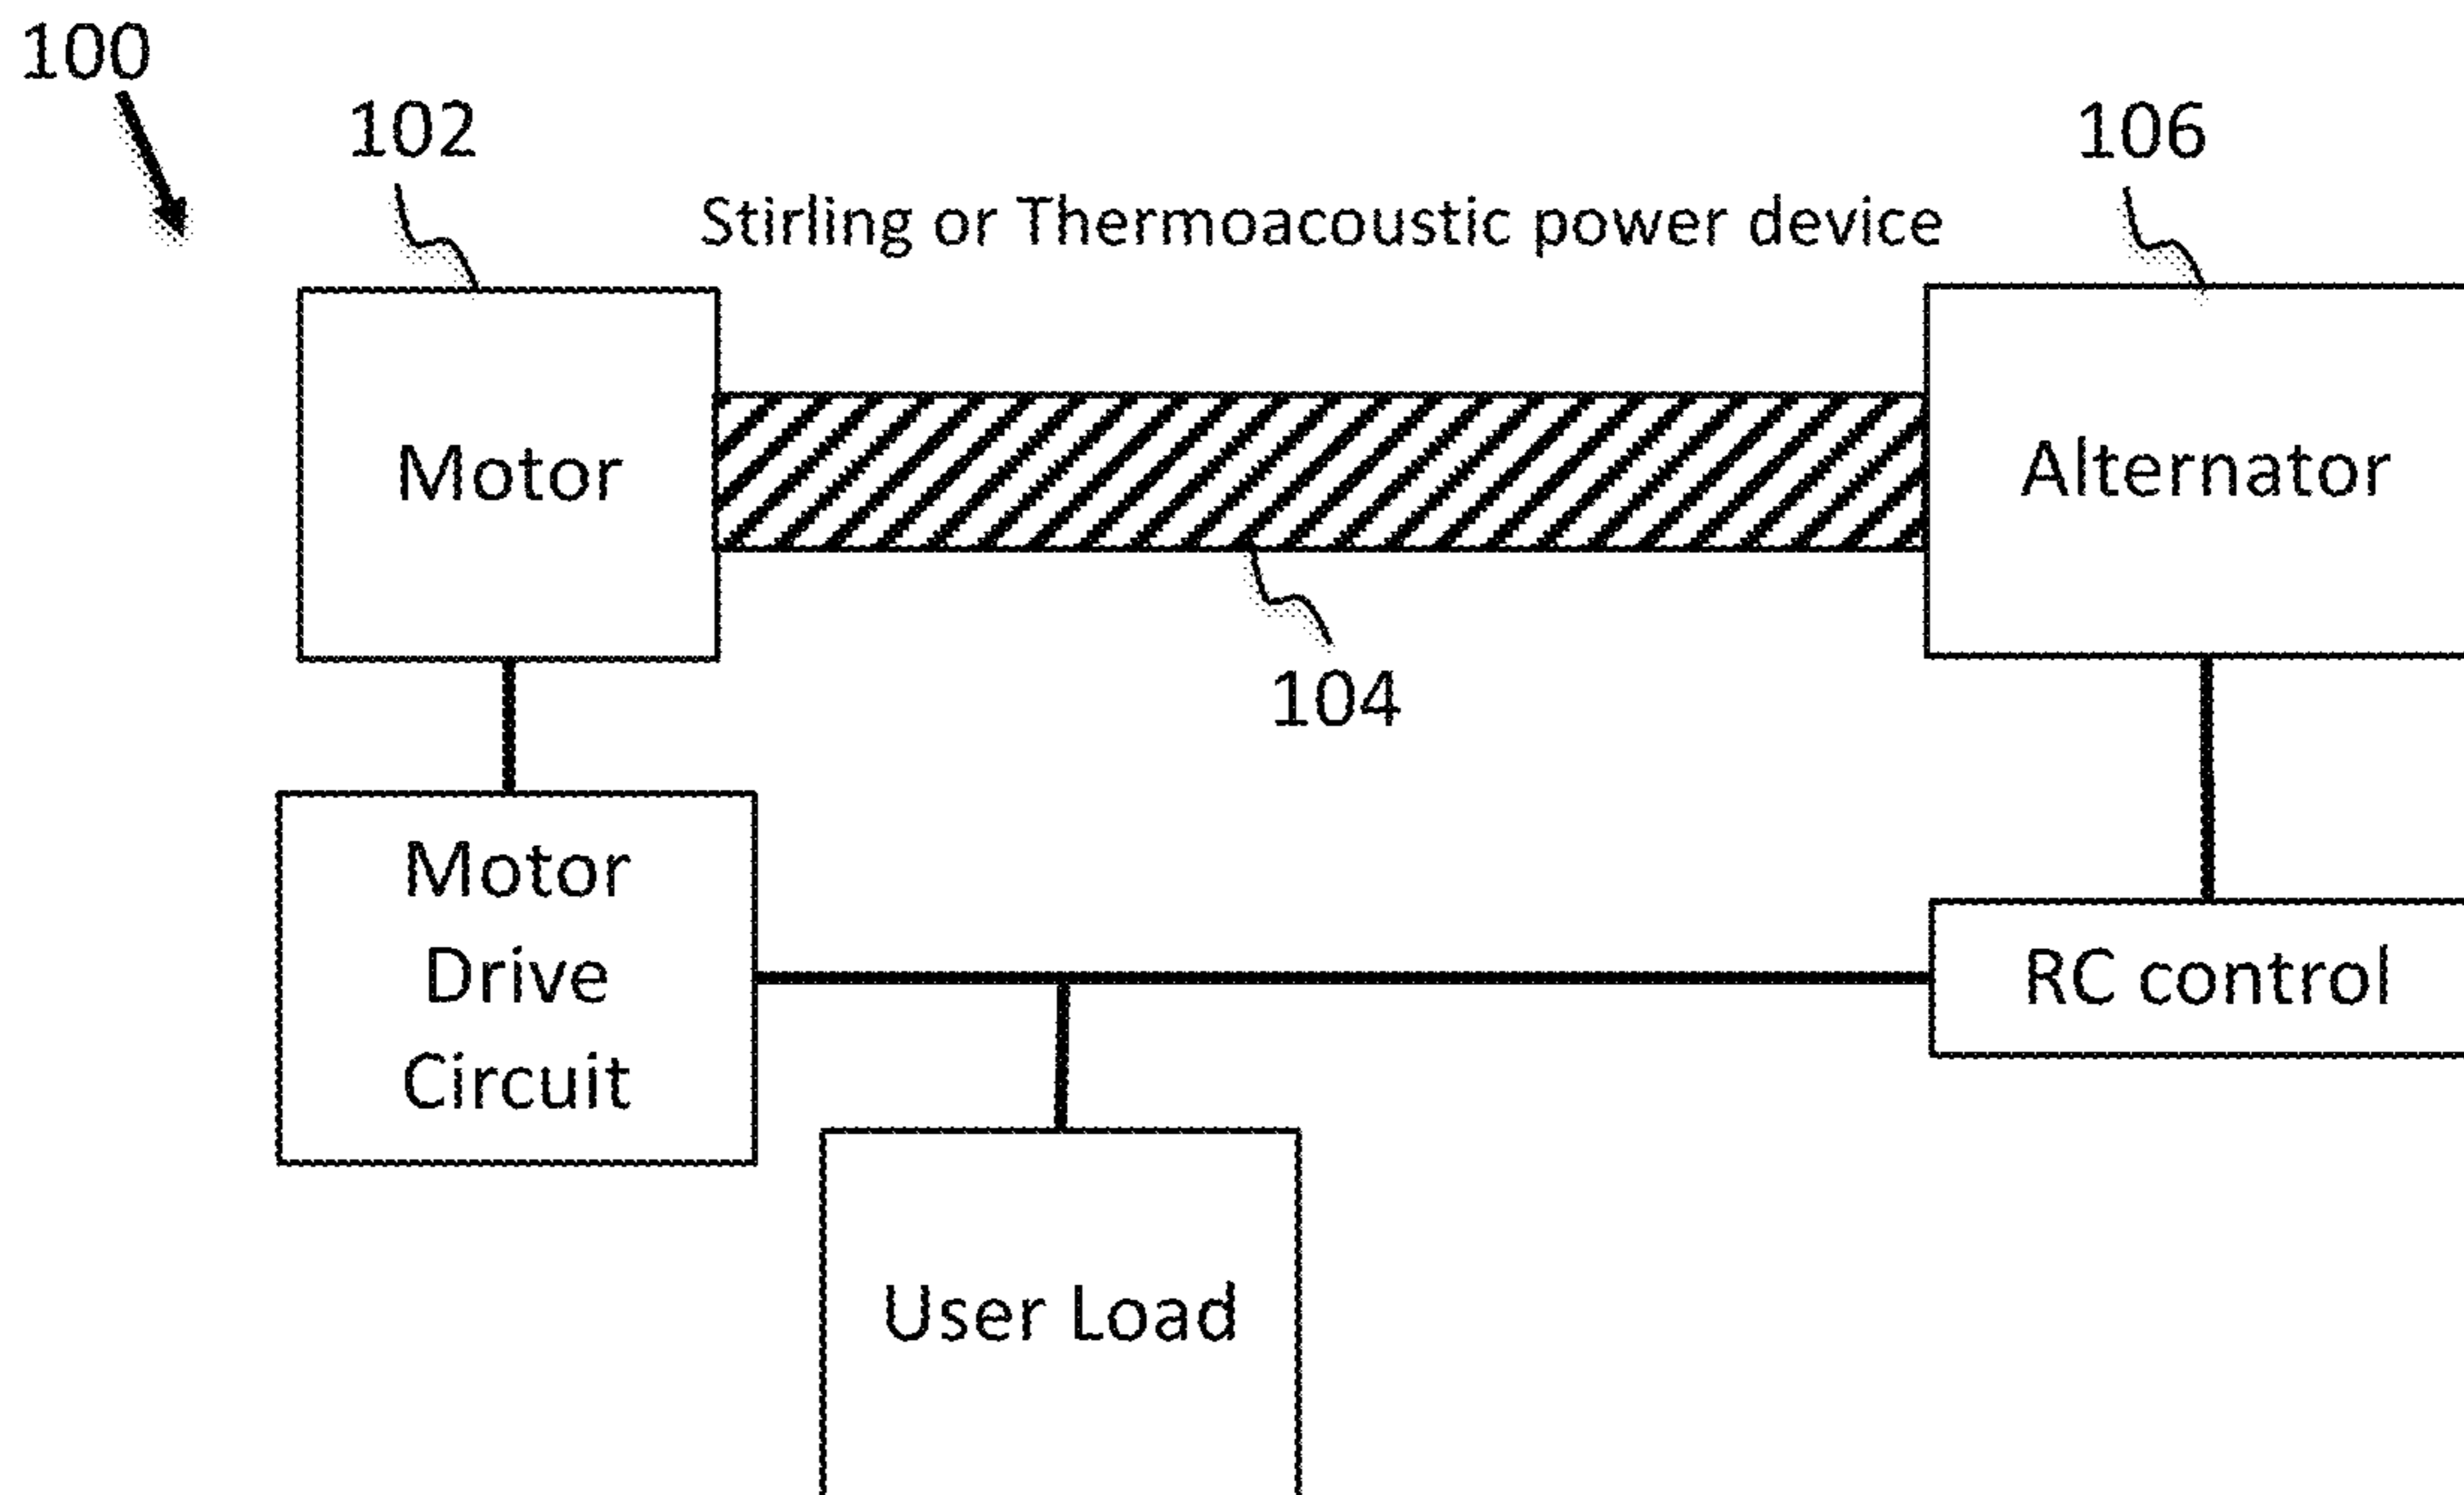 100
102
106
Stirling or Thermoacoustic power device
Motor
Alternator
104
Motor
Drive
Circuit
RC control
User Load